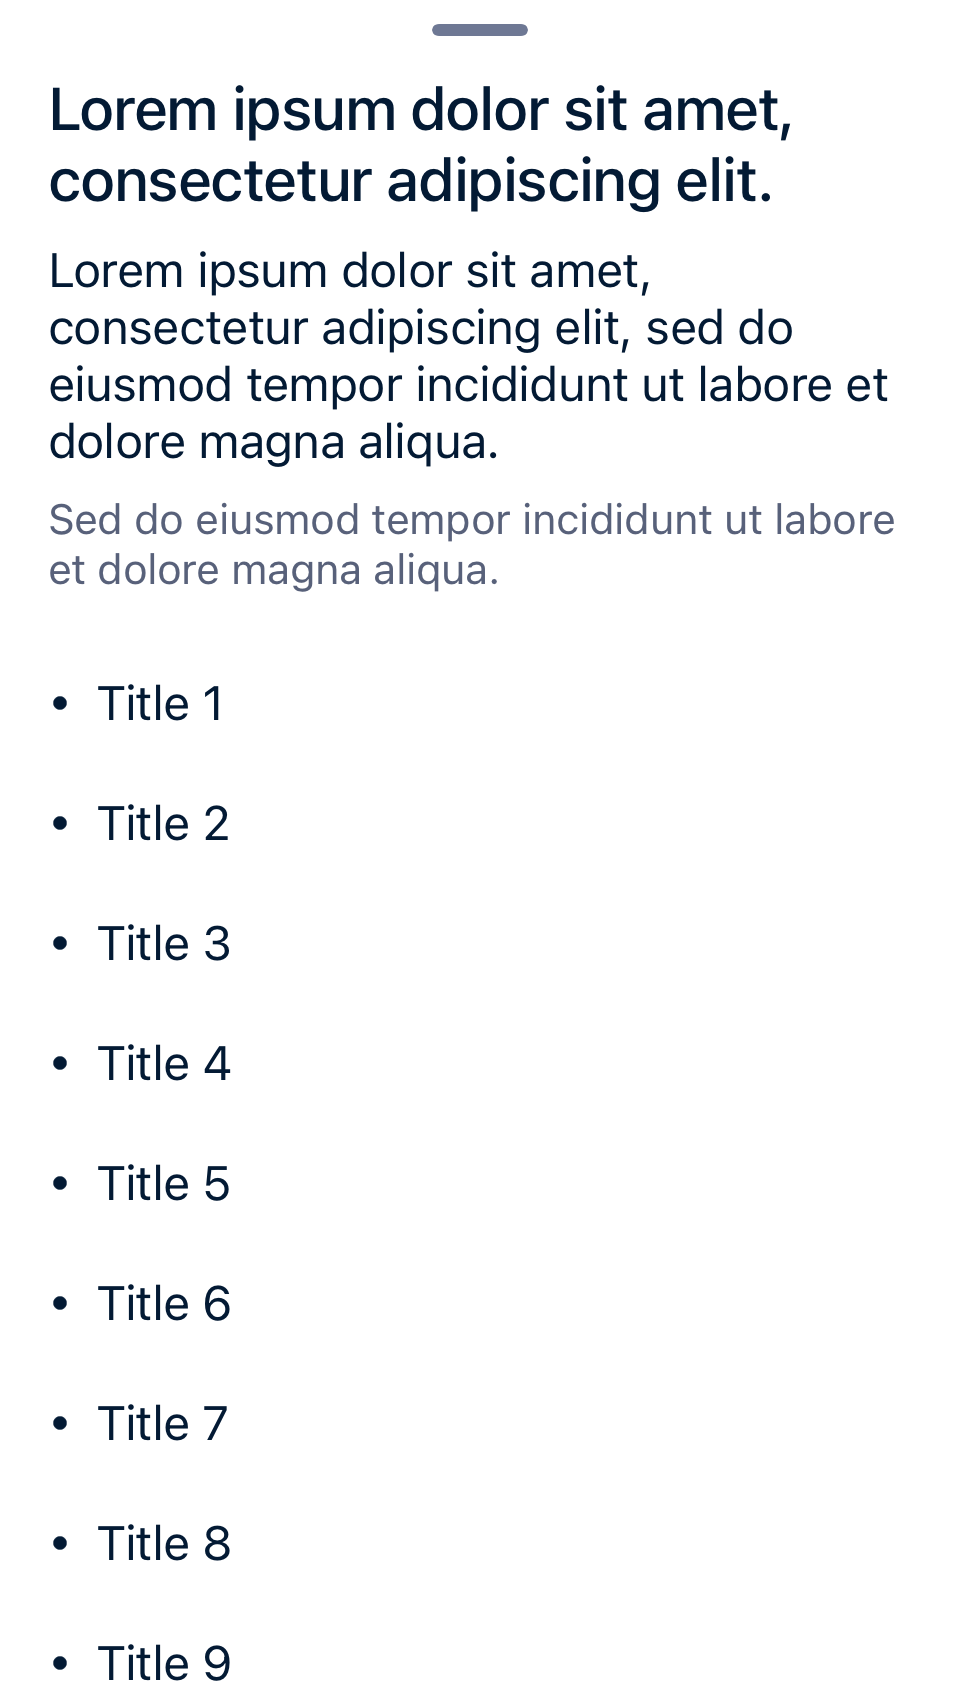 Lorem ipsum dolor sit amet,
consectetur adipiscing elit.
Lorem ipsum dolor sit amet,
consectetur adipiscing elit, sed do
eiusmod tempor incididunt ut labore et
dolore magna aliqua.
Sed do eiusmod tempor incididunt ut labore
et dolore magna aliqua.
• Title 1
• Title 2
• Title 3
• Title 4
• Title 5
• Title 6
• Title 7
• Title 8
• Title 9